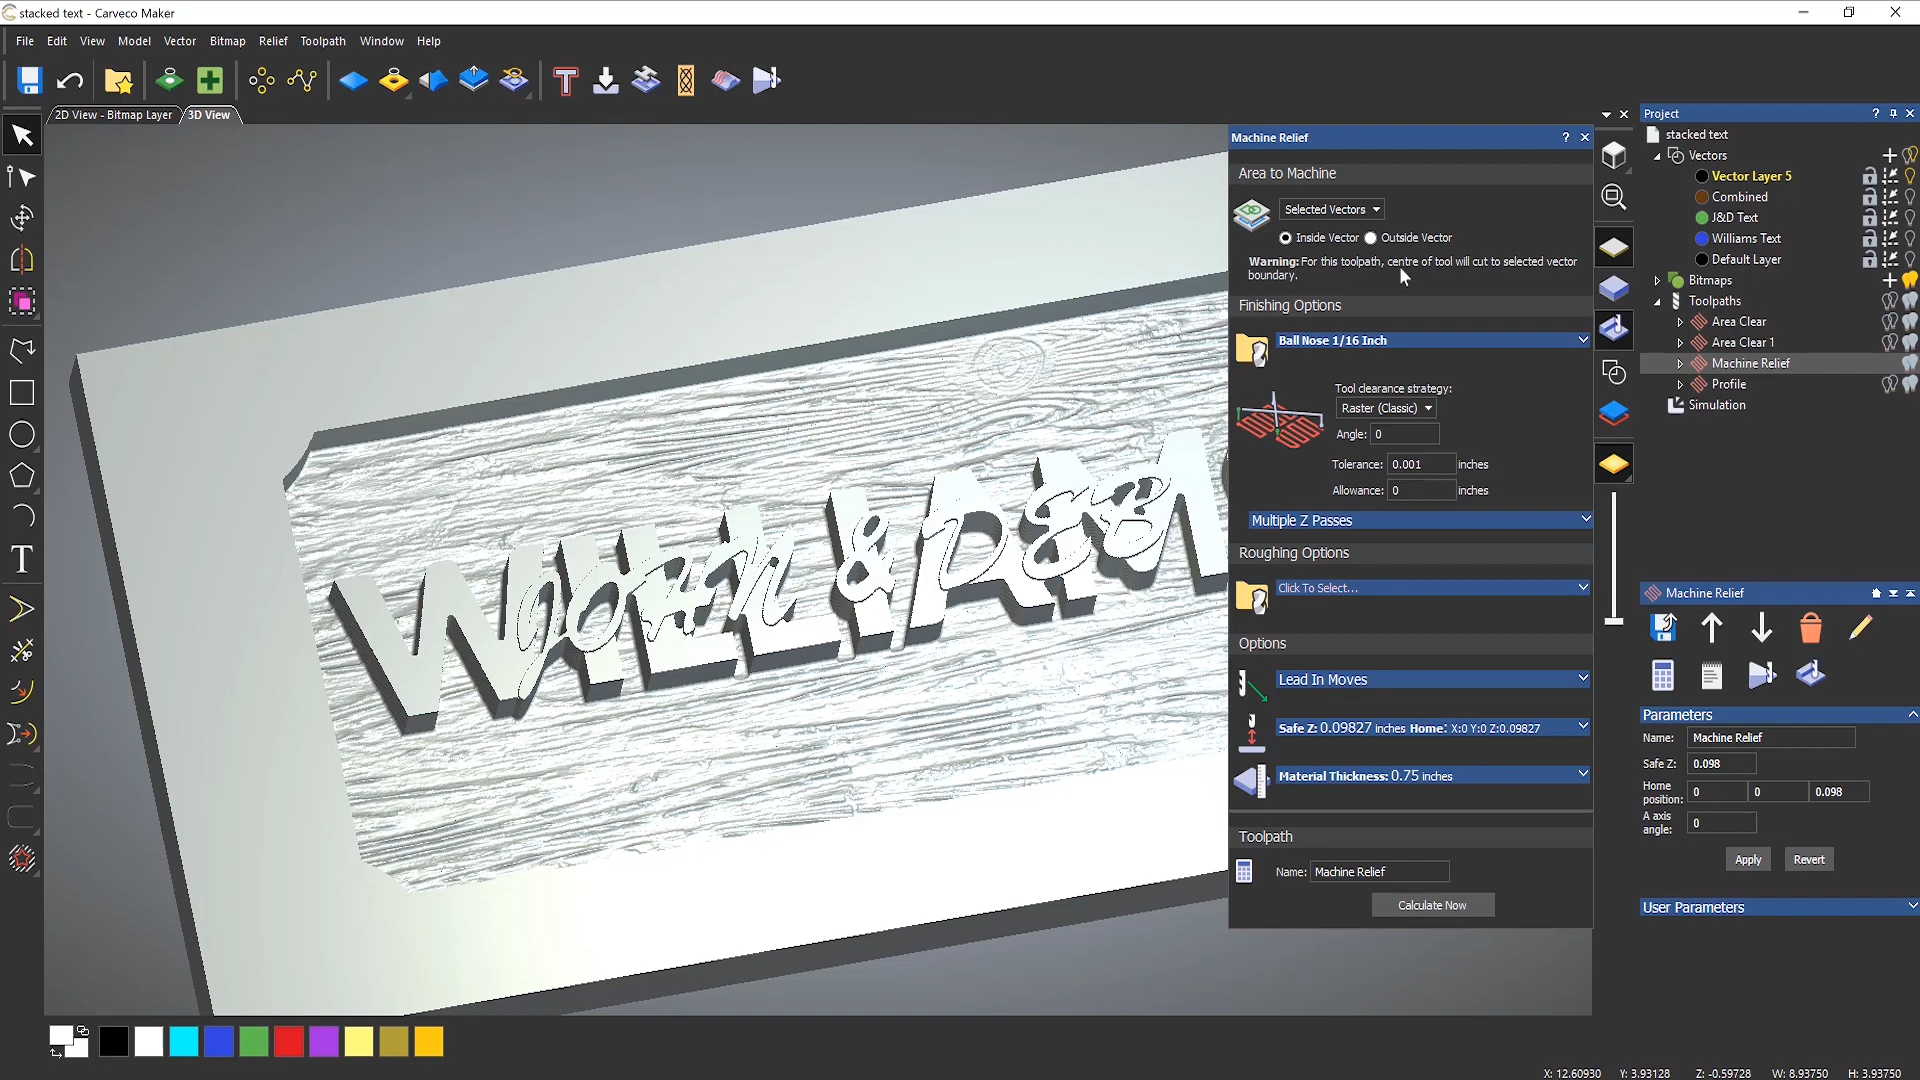 stacked text - Carveco Maker
File Edit View Model Vector Bitmap Relief Toolpath Window Help
2D View - Bitmap Layer 3D View
WILLIAMS
John & Dee
Machine Relief ? ×
Area to Machine
Selected Vectors
Inside Vector Outside Vector
Warning: For this toolpath, centre of tool will cut to selected vector
boundary.
Finishing Options
Ball Nose 1/16 Inch
Tool clearance strategy:
Raster (Classic)
Angle: 0
Tolerance: 0.001 inches
Allowance: 0 inches
Multiple Z Passes
Roughing Options
Click To Select...
Options
Lead In Moves
Safe Z: 0.09827 inches Home: X:0 Y:0 Z:0.09827
Material Thickness: 0.75 inches
Toolpath
Name: Machine Relief
Calculate Now
Project ?
stacked text
Vectors
Vector Layer 5
Combined
J&D Text
Williams Text
Default Layer
Bitmaps
Toolpaths
Area Clear
Area Clear 1
Machine Relief
Profile
Simulation
Machine Relief
Parameters
Name: Machine Relief
Safe Z: 0.098
Home
position: 0 0 0.098
A axis
angle: 0
Apply Revert
User Parameters
X: 12.60930 Y: 3.93128 Z: -0.59728 W: 8.93750 H: 3.93750